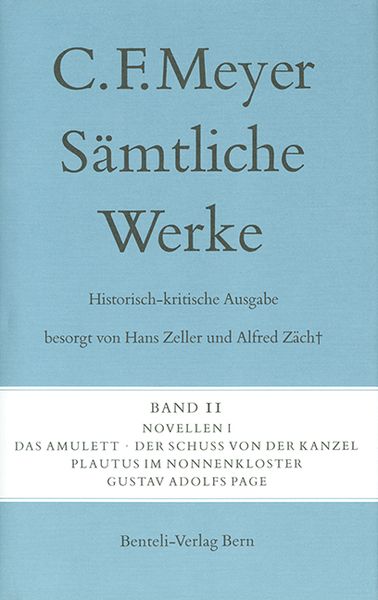 C.F.Meyer
Sämtliche
Werke
Historisch-kritische Ausgabe
besorgt von Hans Zeller und Alfred Zäch†
BAND 11
NOVELLEN I
DAS AMULETT · DER SCHUSS VON DER KANZEL
PLAUTUS IM NONNENKLOSTER
GUSTAV ADOLFS PAGE
Benteli-Verlag Bern